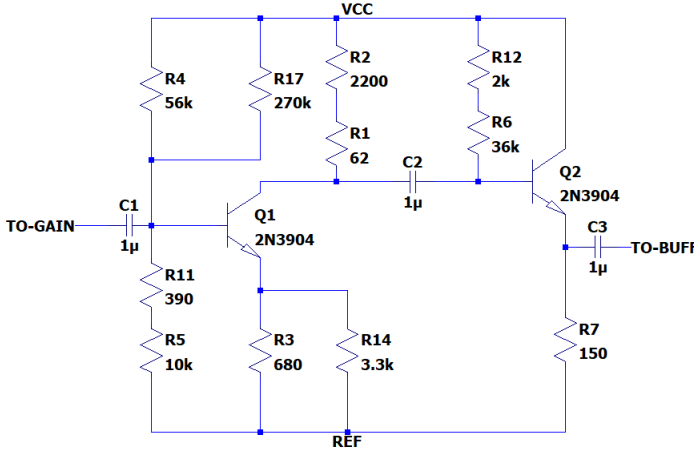 VCC
R4
56k
R17
270k
R2
2200
R12
2k
R1
62
R6
36k
C2
1µ
Q2
2N3904
C1
1µ
TO-GAIN
Q1
2N3904
C3
1µ
TO-BUFF
R11
390
R5
10k
R3
680
R14
3.3k
R7
150
REF